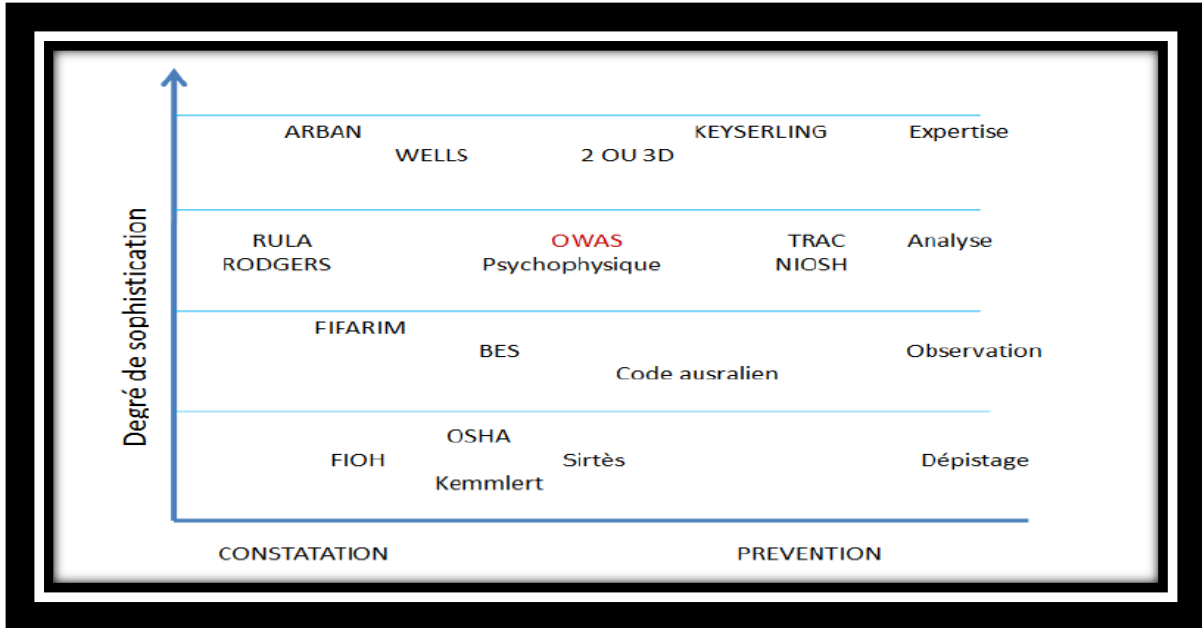 Degré de sophistication
ARBAN KEYSERLING Expertise
WELLS 2 OU 3D
RULA OWAS TRAC Analyse
RODGERS Psychophysique NIOSH
FIFARIM
BES Observation
Code ausralien
OSHA
FIOH Sirtès Dépistage
Kemmlert
CONSTATATION PREVENTION